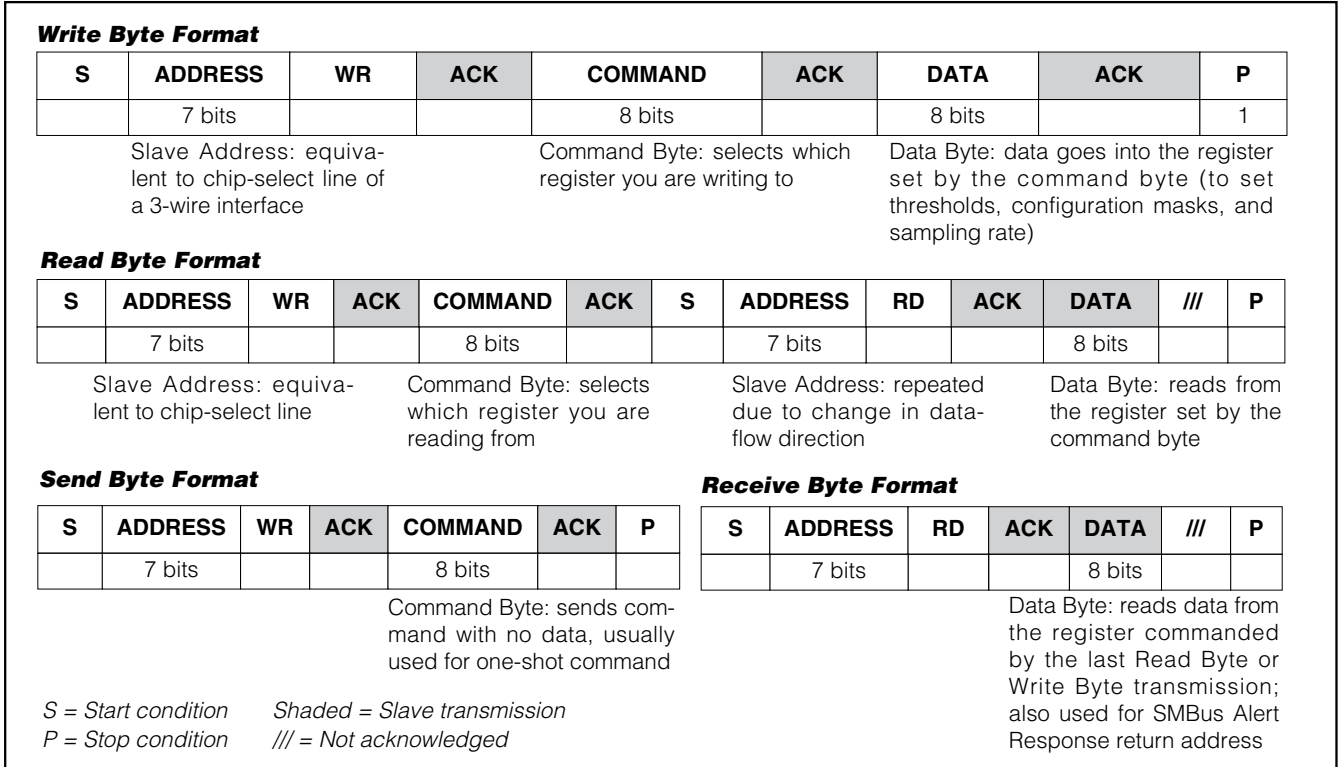 Write Byte Format
S ADDRESS WR ACK COMMAND ACK DATA ACK P
7 bits 8 bits 8 bits 1
Slave Address: equiva-
lent to chip-select line of
a 3-wire interface
Command Byte: selects which
register you are writing to
Data Byte: data goes into the register
set by the command byte (to set
thresholds, configuration masks, and
sampling rate)
Read Byte Format
S ADDRESS WR ACK COMMAND ACK S ADDRESS RD ACK DATA /// P
7 bits 8 bits 7 bits 8 bits
Slave Address: equiva-
lent to chip-select line
Command Byte: selects
which register you are
reading from
Slave Address: repeated
due to change in data-
flow direction
Data Byte: reads from
the register set by the
command byte
Send Byte Format
S ADDRESS WR ACK COMMAND ACK P
7 bits 8 bits
Command Byte: sends com-
mand with no data, usually
used for one-shot command
Receive Byte Format
S ADDRESS RD ACK DATA /// P
7 bits 8 bits
Data Byte: reads data from
the register commanded
by the last Read Byte or
Write Byte transmission;
also used for SMBus Alert
Response return address
S = Start condition Shaded = Slave transmission
P = Stop condition /// = Not acknowledged